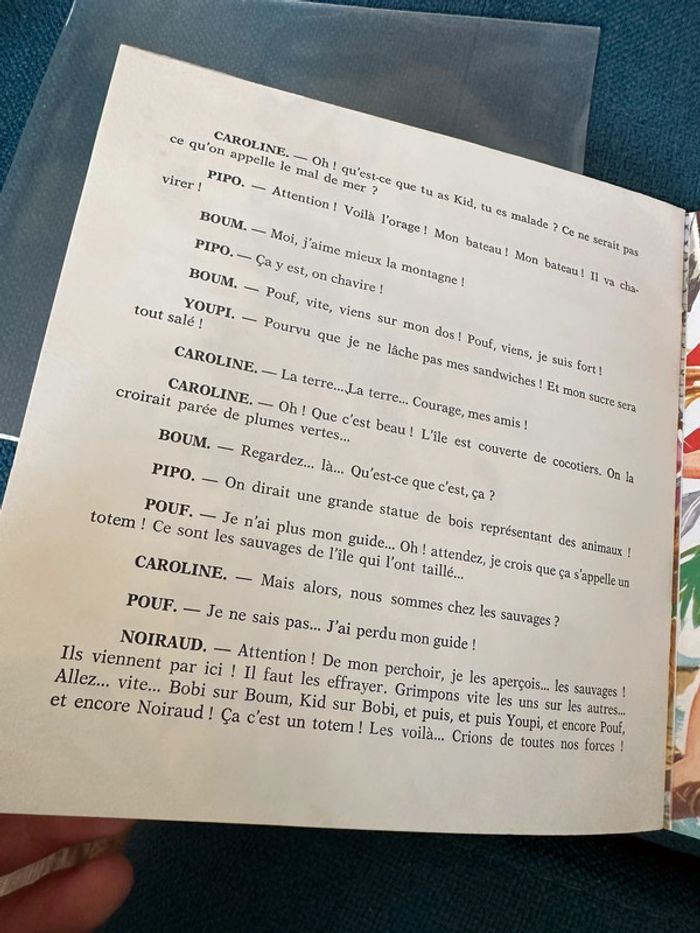 CAROLINE. — Oh ! qu'est-ce que tu as Kid, tu es malade ? Ce ne serait pas
ce qu'on appelle le mal de mer ?
PIPO. — Attention ! Voilà l'orage ! Mon bateau ! Mon bateau ! Il va cha-
virer !
BOUM. — Moi, j'aime mieux la montagne !
PIPO. — Ça y est, on chavire !
BOUM. — Pouf, vite, viens sur mon dos ! Pouf, viens, je suis fort !
YOUPI. — Pourvu que je ne lâche pas mes sandwiches ! Et mon sucre sera
tout salé !
CAROLINE. — La terre... La terre... Courage, mes amis !
CAROLINE. — Oh ! Que c'est beau ! L'île est couverte de cocotiers. On la
croirait parée de plumes vertes...
BOUM. — Regardez... là... Qu'est-ce que c'est, ça ?
PIPO. — On dirait une grande statue de bois représentant des animaux !
POUF. — Je n'ai plus mon guide... Oh ! attendez, je crois que ça s'appelle un
totem ! Ce sont les sauvages de l'île qui l'ont taillé...
CAROLINE. — Mais alors, nous sommes chez les sauvages ?
POUF. — Je ne sais pas... J'ai perdu mon guide !
NOIRAUD. — Attention ! De mon perchoir, je les aperçois... les sauvages !
Ils viennent par ici ! Il faut les effrayer. Grimpons vite les uns sur les autres...
Allez... vite... Bobi sur Boum, Kid sur Bobi, et puis, et puis Youpi, et encore Pouf,
et encore Noiraud ! Ça c'est un totem ! Les voilà... Crions de toutes nos forces !